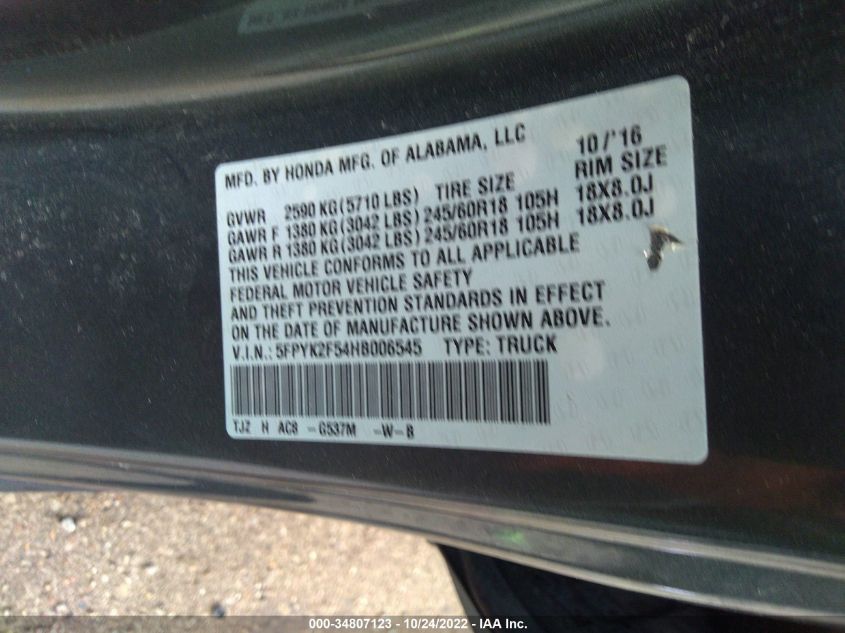 MFD. BY HONDA MFG. OF ALABAMA, LLC 10/'16
GVWR 2590 KG(5710 LBS) TIRE SIZE RIM SIZE
GAWR F 1380 KG(3042 LBS) 245/60R18 105H 18X8.0J
GAWR R 1380 KG(3042 LBS) 245/60R18 105H 18X8.0J
THIS VEHICLE CONFORMS TO ALL APPLICABLE
FEDERAL MOTOR VEHICLE SAFETY
AND THEFT PREVENTION STANDARDS IN EFFECT
ON THE DATE OF MANUFACTURE SHOWN ABOVE.
V.I.N.: 5FPYK2F54HB006545 TYPE: TRUCK
TJZ H AC8 -G537M -W-B
000-34807123 - 10/24/2022 - IAA Inc.